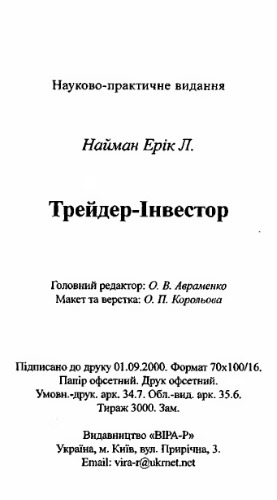 Науково-практичне видання
Найман Ерік Л.
Трейдер-Інвестор
Головний редактор: О. В. Авраменко
Макет та верстка: О. П. Корольова
Підписано до друку 01.09.2000. Формат 70х100/16.
Папір офсетний. Друк офсетний.
Умовн.-друк. арк. 34.7. Обл.-вид. арк. 35.6.
Тираж 3000. Зам.
Видавництво «ВІРА-Р»
Україна, м. Київ, вул. Прирічна, 3.
Email: vira-r@ukrnet.net